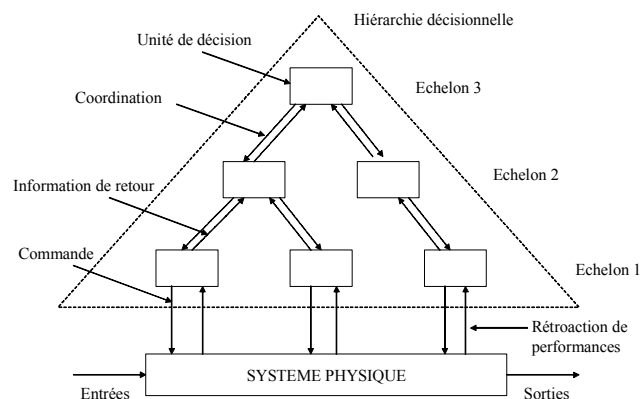 Hiérarchie décisionnelle
Unité de décision
Echelon 3
Coordination
Echelon 2
Information de retour
Commande
Echelon 1
Rétroaction de
performances
SYSTEME PHYSIQUE
Entrées
Sorties